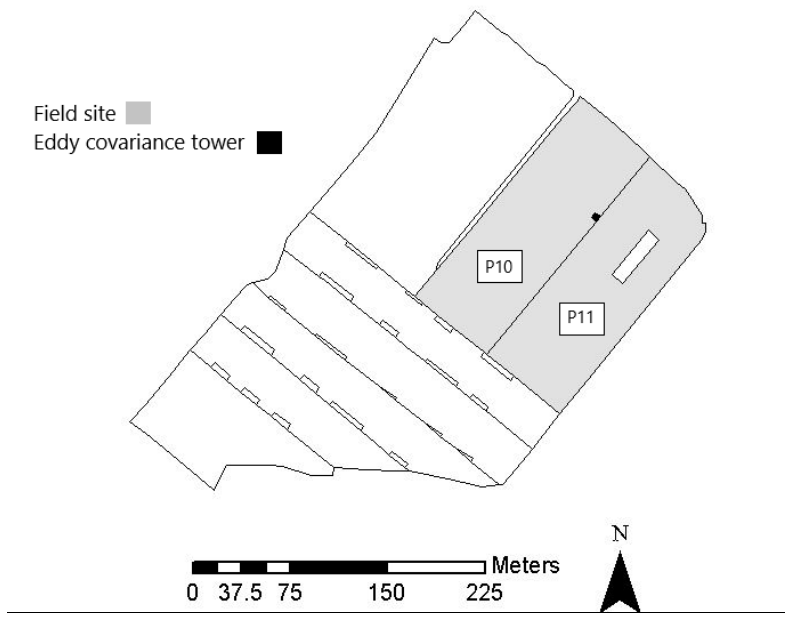 Field site
Eddy covariance tower
P10
P11
N
Meters
0 37.5 75 150 225